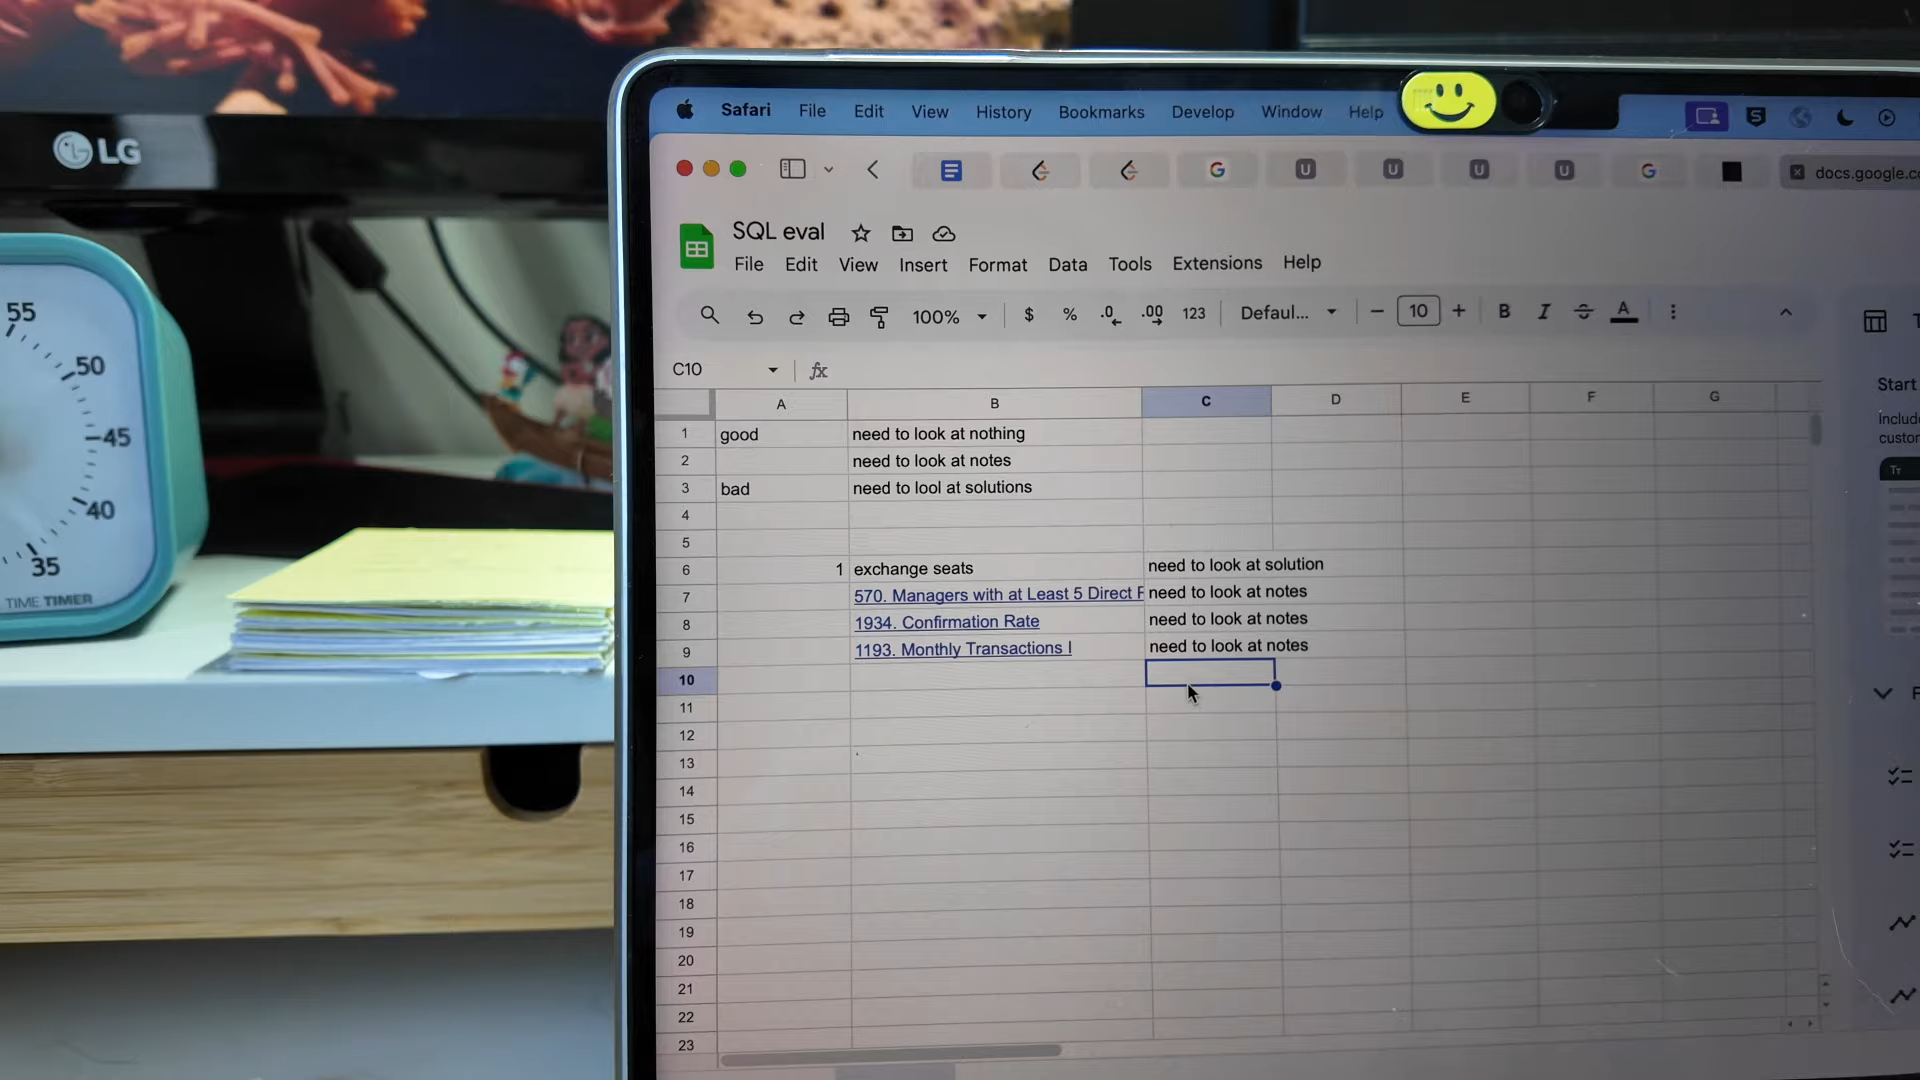 LG
55
50
45
40
35
TIME TIMER
Safari File Edit View History Bookmarks Develop Window Help
docs.google.c
SQL eval
File Edit View Insert Format Data Tools Extensions Help
100% $ % .0 .00 123 Defaul... 10 B I A
C10 fx
A B C D E F G
1 good need to look at nothing
2 need to look at notes
3 bad need to lool at solutions
4
5
6 1 exchange seats need to look at solution
7 570. Managers with at Least 5 Direct need to look at notes
8 1934. Confirmation Rate need to look at notes
9 1193. Monthly Transactions I need to look at notes
10
11
12
13
14
15
16
17
18
19
20
21
22
23
Start
Includ
custor
Tт